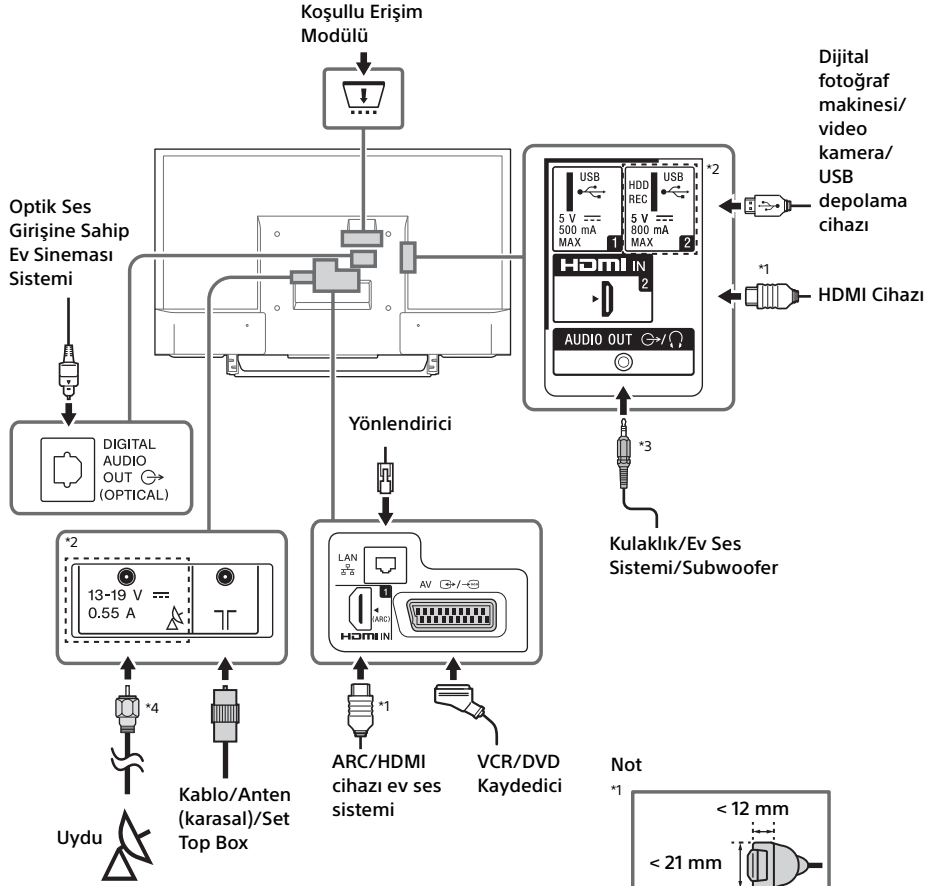 Koşullu Erişim
Modülü
Dijital
fotoğraf
makinesi/
video
kamera/
USB
depolama
cihazı
*2
USB
5 V
500 mA
MAX
1
HDD
REC
USB
5 V
800 mA
MAX
2
HDMI IN
2
*1
HDMI Cihazı
AUDIO OUT
*3
Kulaklık/Ev Ses
Sistemi/Subwoofer
Optik Ses
Girişine Sahip
Ev Sineması
Sistemi
DIGITAL
AUDIO
OUT
(OPTICAL)
Yönlendirici
*2
13-19 V
0.55 A
LAN
1
(ARC)
HDMI IN
AV
*4
Uydu
Kablo/Anten
(karasal)/Set
Top Box
*1
ARC/HDMI
cihazı ev ses
sistemi
VCR/DVD
Kaydedici
Not
*1
< 12 mm
< 21 mm